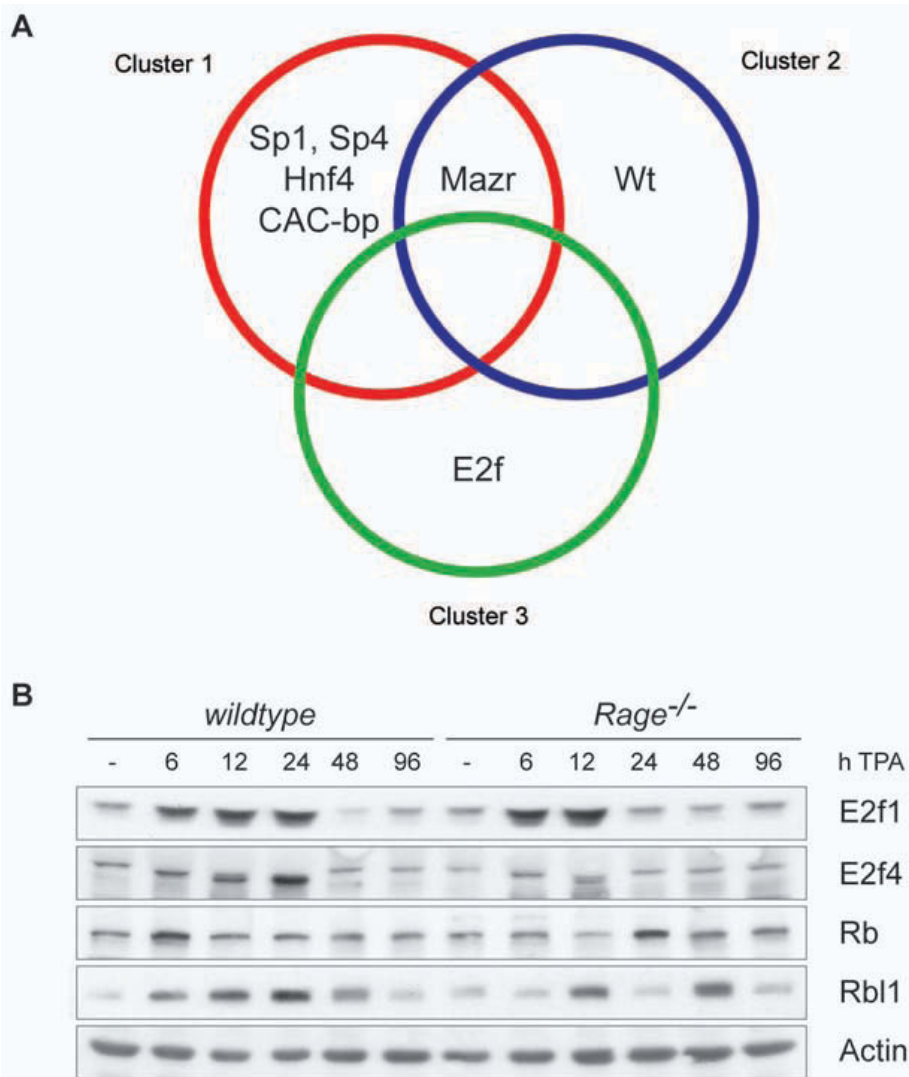 A
Cluster 1
Cluster 2
Sp1, Sp4
Hnf4
CAC-bp
Mazr
Wt
E2f
Cluster 3
B
wildtype Rage-/-
- 6 12 24 48 96 - 6 12 24 48 96 h TPA
E2f1
E2f4
Rb
Rbl1
Actin